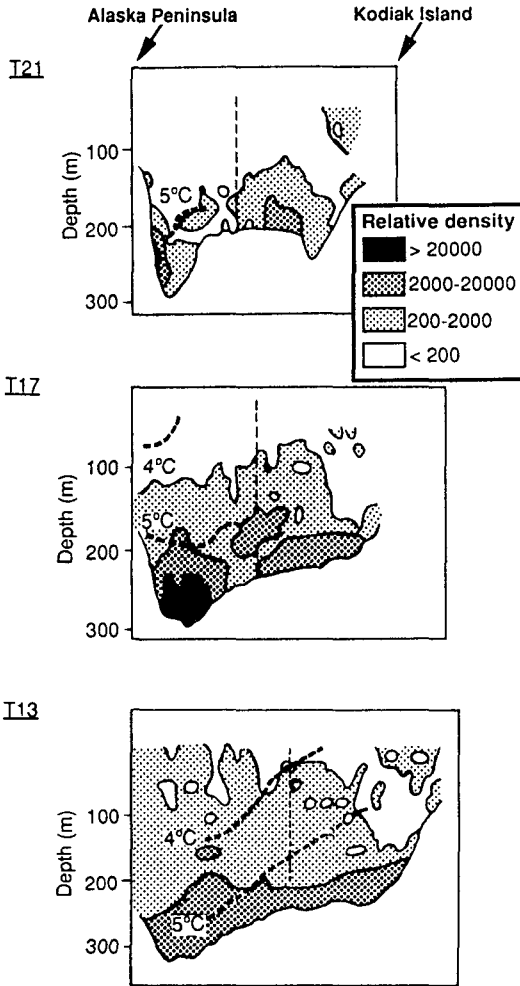 Alaska Peninsula
Kodiak Island
T21
Depth (m)
100
200
300
5°C
Relative density
> 20000
2000-20000
200-2000
< 200
T17
Depth (m)
100
200
300
4°C
5°C
T13
Depth (m)
100
200
300
4°C
5°C